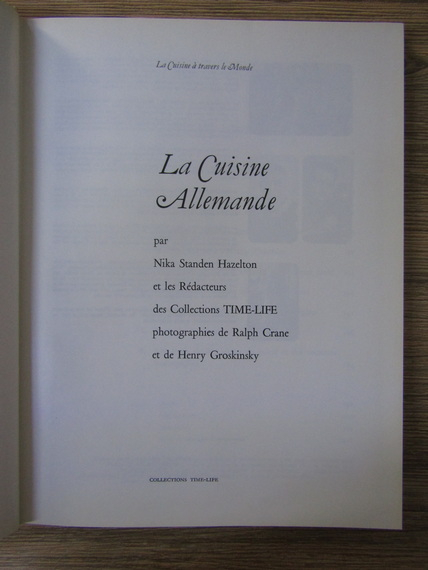 La Cuisine à travers le Monde
La Cuisine
Allemande
par
Nika Standen Hazelton
et les Rédacteurs
des Collections TIME-LIFE
photographies de Ralph Crane
et de Henry Groskinsky
COLLECTIONS TIME-LIFE